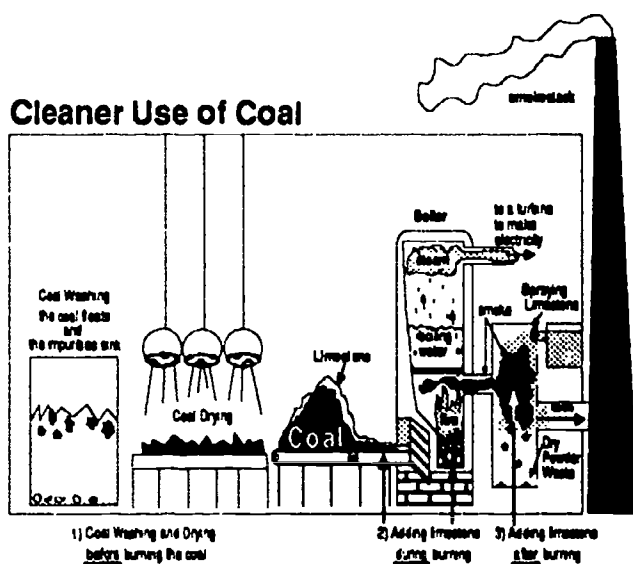 smokestack
Cleaner Use of Coal
Boiler
to a turbine
to make
electricity
Steam
Coal Washing
the coal floats
and
the impurities sink
smoke
Spraying
Limestone
boiling
water
Limestone
Coal Drying
fire
Coal
Dry
Powder
Waste
1) Coal Washing and Drying
before burning the coal
2) Adding limestone
during burning
3) Adding limestone
after burning